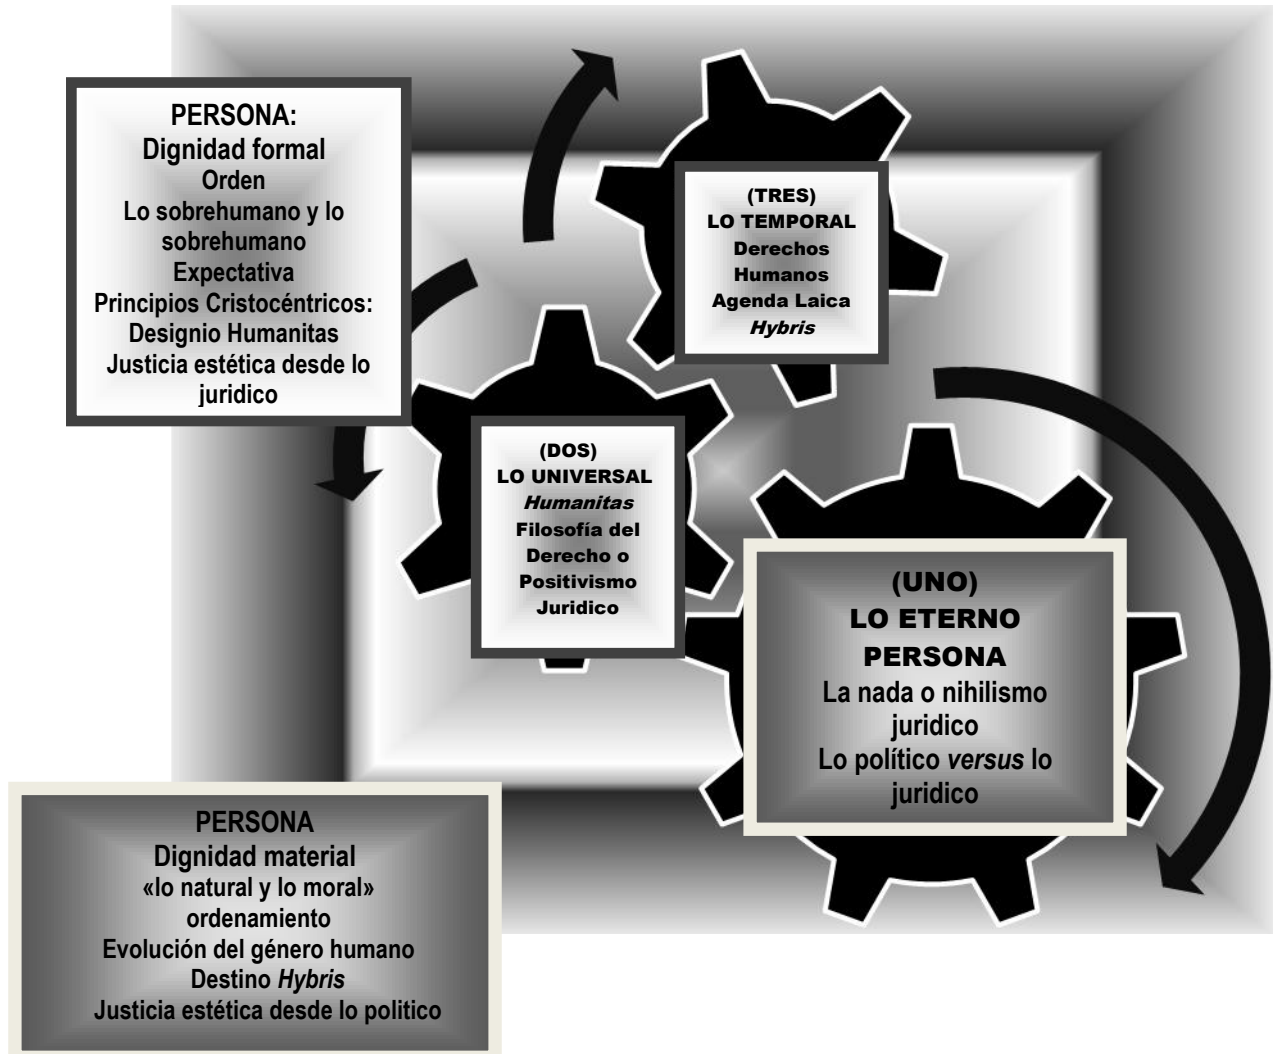 PERSONA:
Dignidad formal
Orden
Lo sobrehumano y lo
sobrehumano
Expectativa
Principios Cristocéntricos:
Designio Humanitas
Justicia estética desde lo
juridico
(TRES)
LO TEMPORAL
Derechos
Humanos
Agenda Laica
Hybris
(DOS)
LO UNIVERSAL
Humanitas
Filosofía del
Derecho o
Positivismo
Juridico
(UNO)
LO ETERNO
PERSONA
La nada o nihilismo
juridico
Lo político versus lo
juridico
PERSONA
Dignidad material
«lo natural y lo moral»
ordenamiento
Evolución del género humano
Destino Hybris
Justicia estética desde lo politico